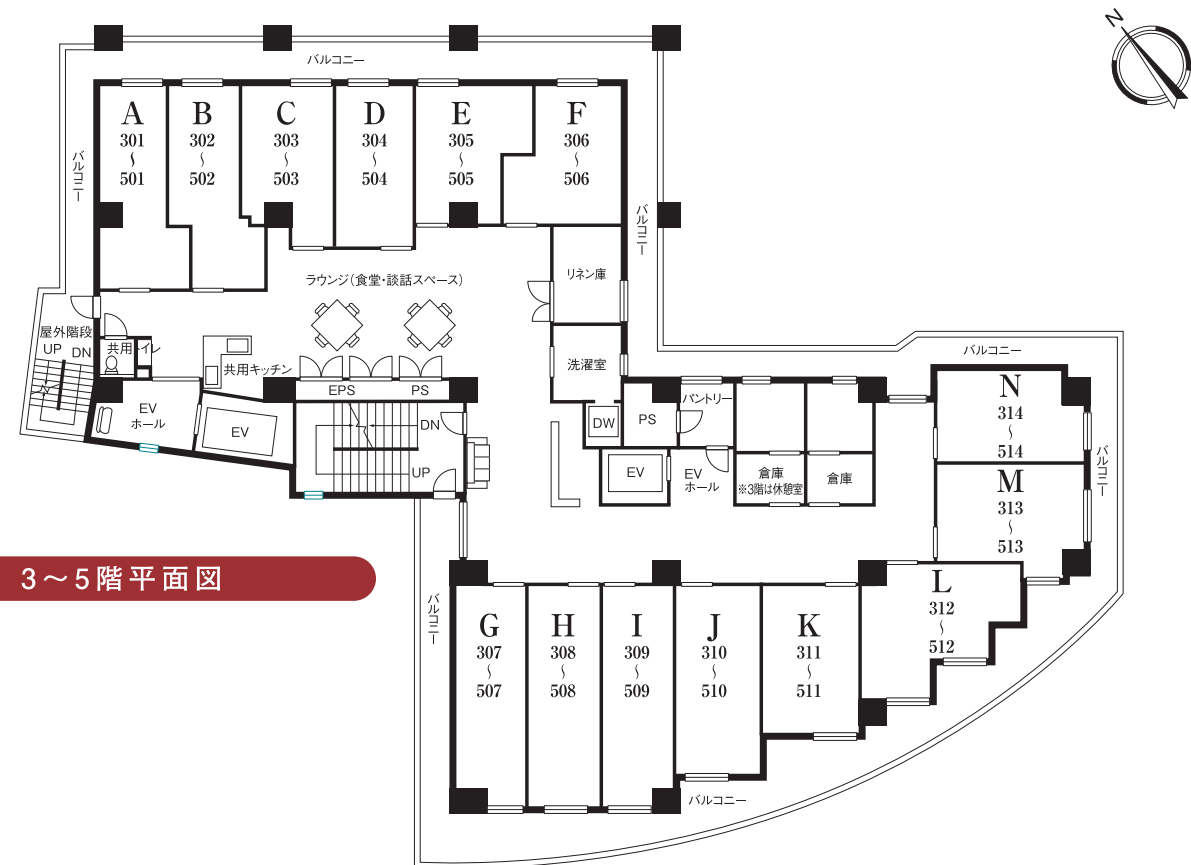 N
バルコニー
A
301
～
501
B
302
～
502
C
303
～
503
D
304
～
504
E
305
～
505
F
306
～
506
バルコニー
バルコニー
ラウンジ(食堂・談話スペース)
リネン庫
屋外階段
UP DN
共用トイレ
共用キッチン
洗濯室
EPS
PS
EV
ホール
EV
DN
UP
DW
PS
パントリー
EV
EV
ホール
倉庫
※3階は休憩室
倉庫
バルコニー
N
314
～
514
M
313
～
513
バルコニー
L
312
～
512
3～5階平面図
バルコニー
G
307
～
507
H
308
～
508
I
309
～
509
J
310
～
510
K
311
～
511
バルコニー